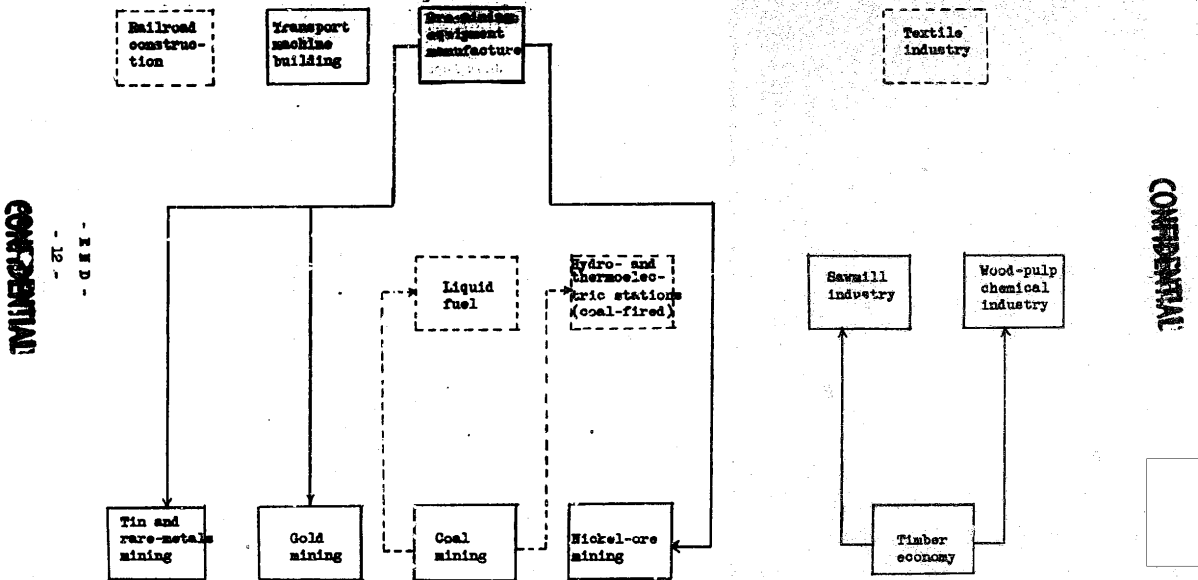 Railroad
construc-
tion
Transport
machine
building
equipment
manufacture
Textile
industry
CONFIDENTIAL
- END -
- 12 -
CONFIDENTIAL
Liquid
fuel
Hydro- and
thermoelec-
tric stations
(coal-fired)
Sawmill
industry
Wood-pulp
chemical
industry
Tin and
rare-metals
mining
Gold
mining
Coal
mining
Nickel-ore
mining
Timber
economy